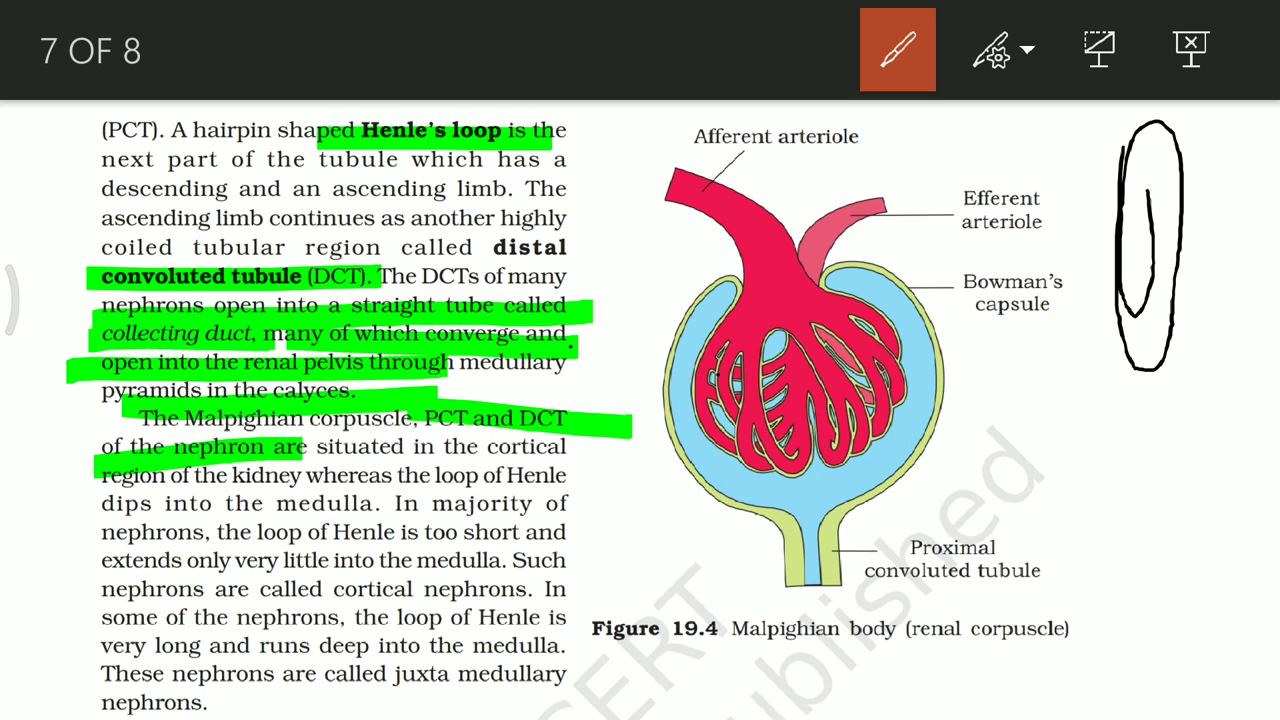 7 OF 8
(PCT). A hairpin shaped Henle's loop is the
next part of the tubule which has a
descending and an ascending limb. The
ascending limb continues as another highly
coiled tubular region called distal
convoluted tubule (DCT). The DCTs of many
nephrons open into a straight tube called
collecting duct, many of which converge and
open into the renal pelvis through medullary
pyramids in the calyces.
The Malpighian corpuscle, PCT and DCT
of the nephron are situated in the cortical
region of the kidney whereas the loop of Henle
dips into the medulla. In majority of
nephrons, the loop of Henle is too short and
extends only very little into the medulla. Such
nephrons are called cortical nephrons. In
some of the nephrons, the loop of Henle is
very long and runs deep into the medulla.
These nephrons are called juxta medullary
nephrons.
Afferent arteriole
Efferent
arteriole
Bowman's
capsule
Proximal
convoluted tubule
Figure 19.4 Malpighian body (renal corpuscle)